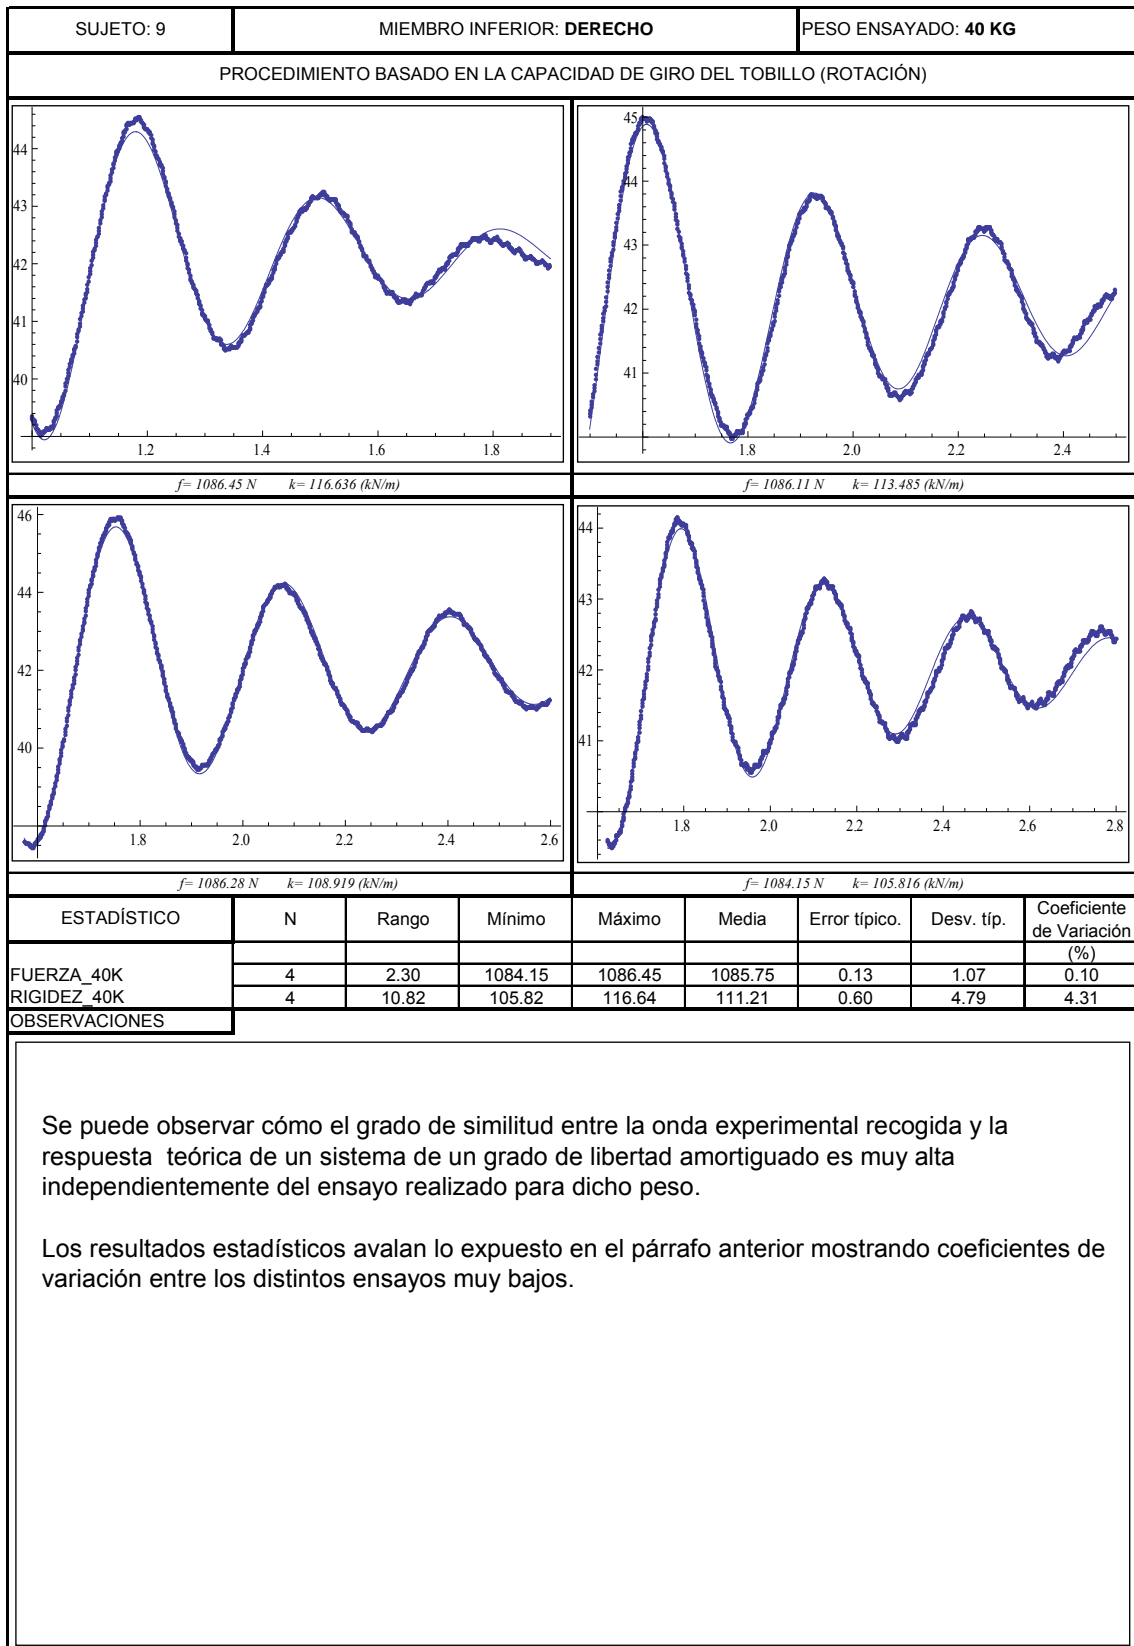 SUJETO: 9 MIEMBRO INFERIOR: DERECHO PESO ENSAYADO: 40 KG
PROCEDIMIENTO BASADO EN LA CAPACIDAD DE GIRO DEL TOBILLO (ROTACIÓN)
44
43
42
41
40
1.2 1.4 1.6 1.8
45
44
43
42
41
1.8 2.0 2.2 2.4
f= 1086.45 N k= 116.636 (kN/m)
f= 1086.11 N k= 113.485 (kN/m)
46
44
42
40
1.8 2.0 2.2 2.4 2.6
44
43
42
41
1.8 2.0 2.2 2.4 2.6 2.8
f= 1086.28 N k= 108.919 (kN/m)
f= 1084.15 N k= 105.816 (kN/m)
ESTADÍSTICO N Rango Mínimo Máximo Media Error típico. Desv. típ. Coeficiente de Variación
(%)
FUERZA_40K 4 2.30 1084.15 1086.45 1085.75 0.13 1.07 0.10
RIGIDEZ_40K 4 10.82 105.82 116.64 111.21 0.60 4.79 4.31
OBSERVACIONES
Se puede observar cómo el grado de similitud entre la onda experimental recogida y la
respuesta teórica de un sistema de un grado de libertad amortiguado es muy alta
independientemente del ensayo realizado para dicho peso.
Los resultados estadísticos avalan lo expuesto en el párrafo anterior mostrando coeficientes de
variación entre los distintos ensayos muy bajos.